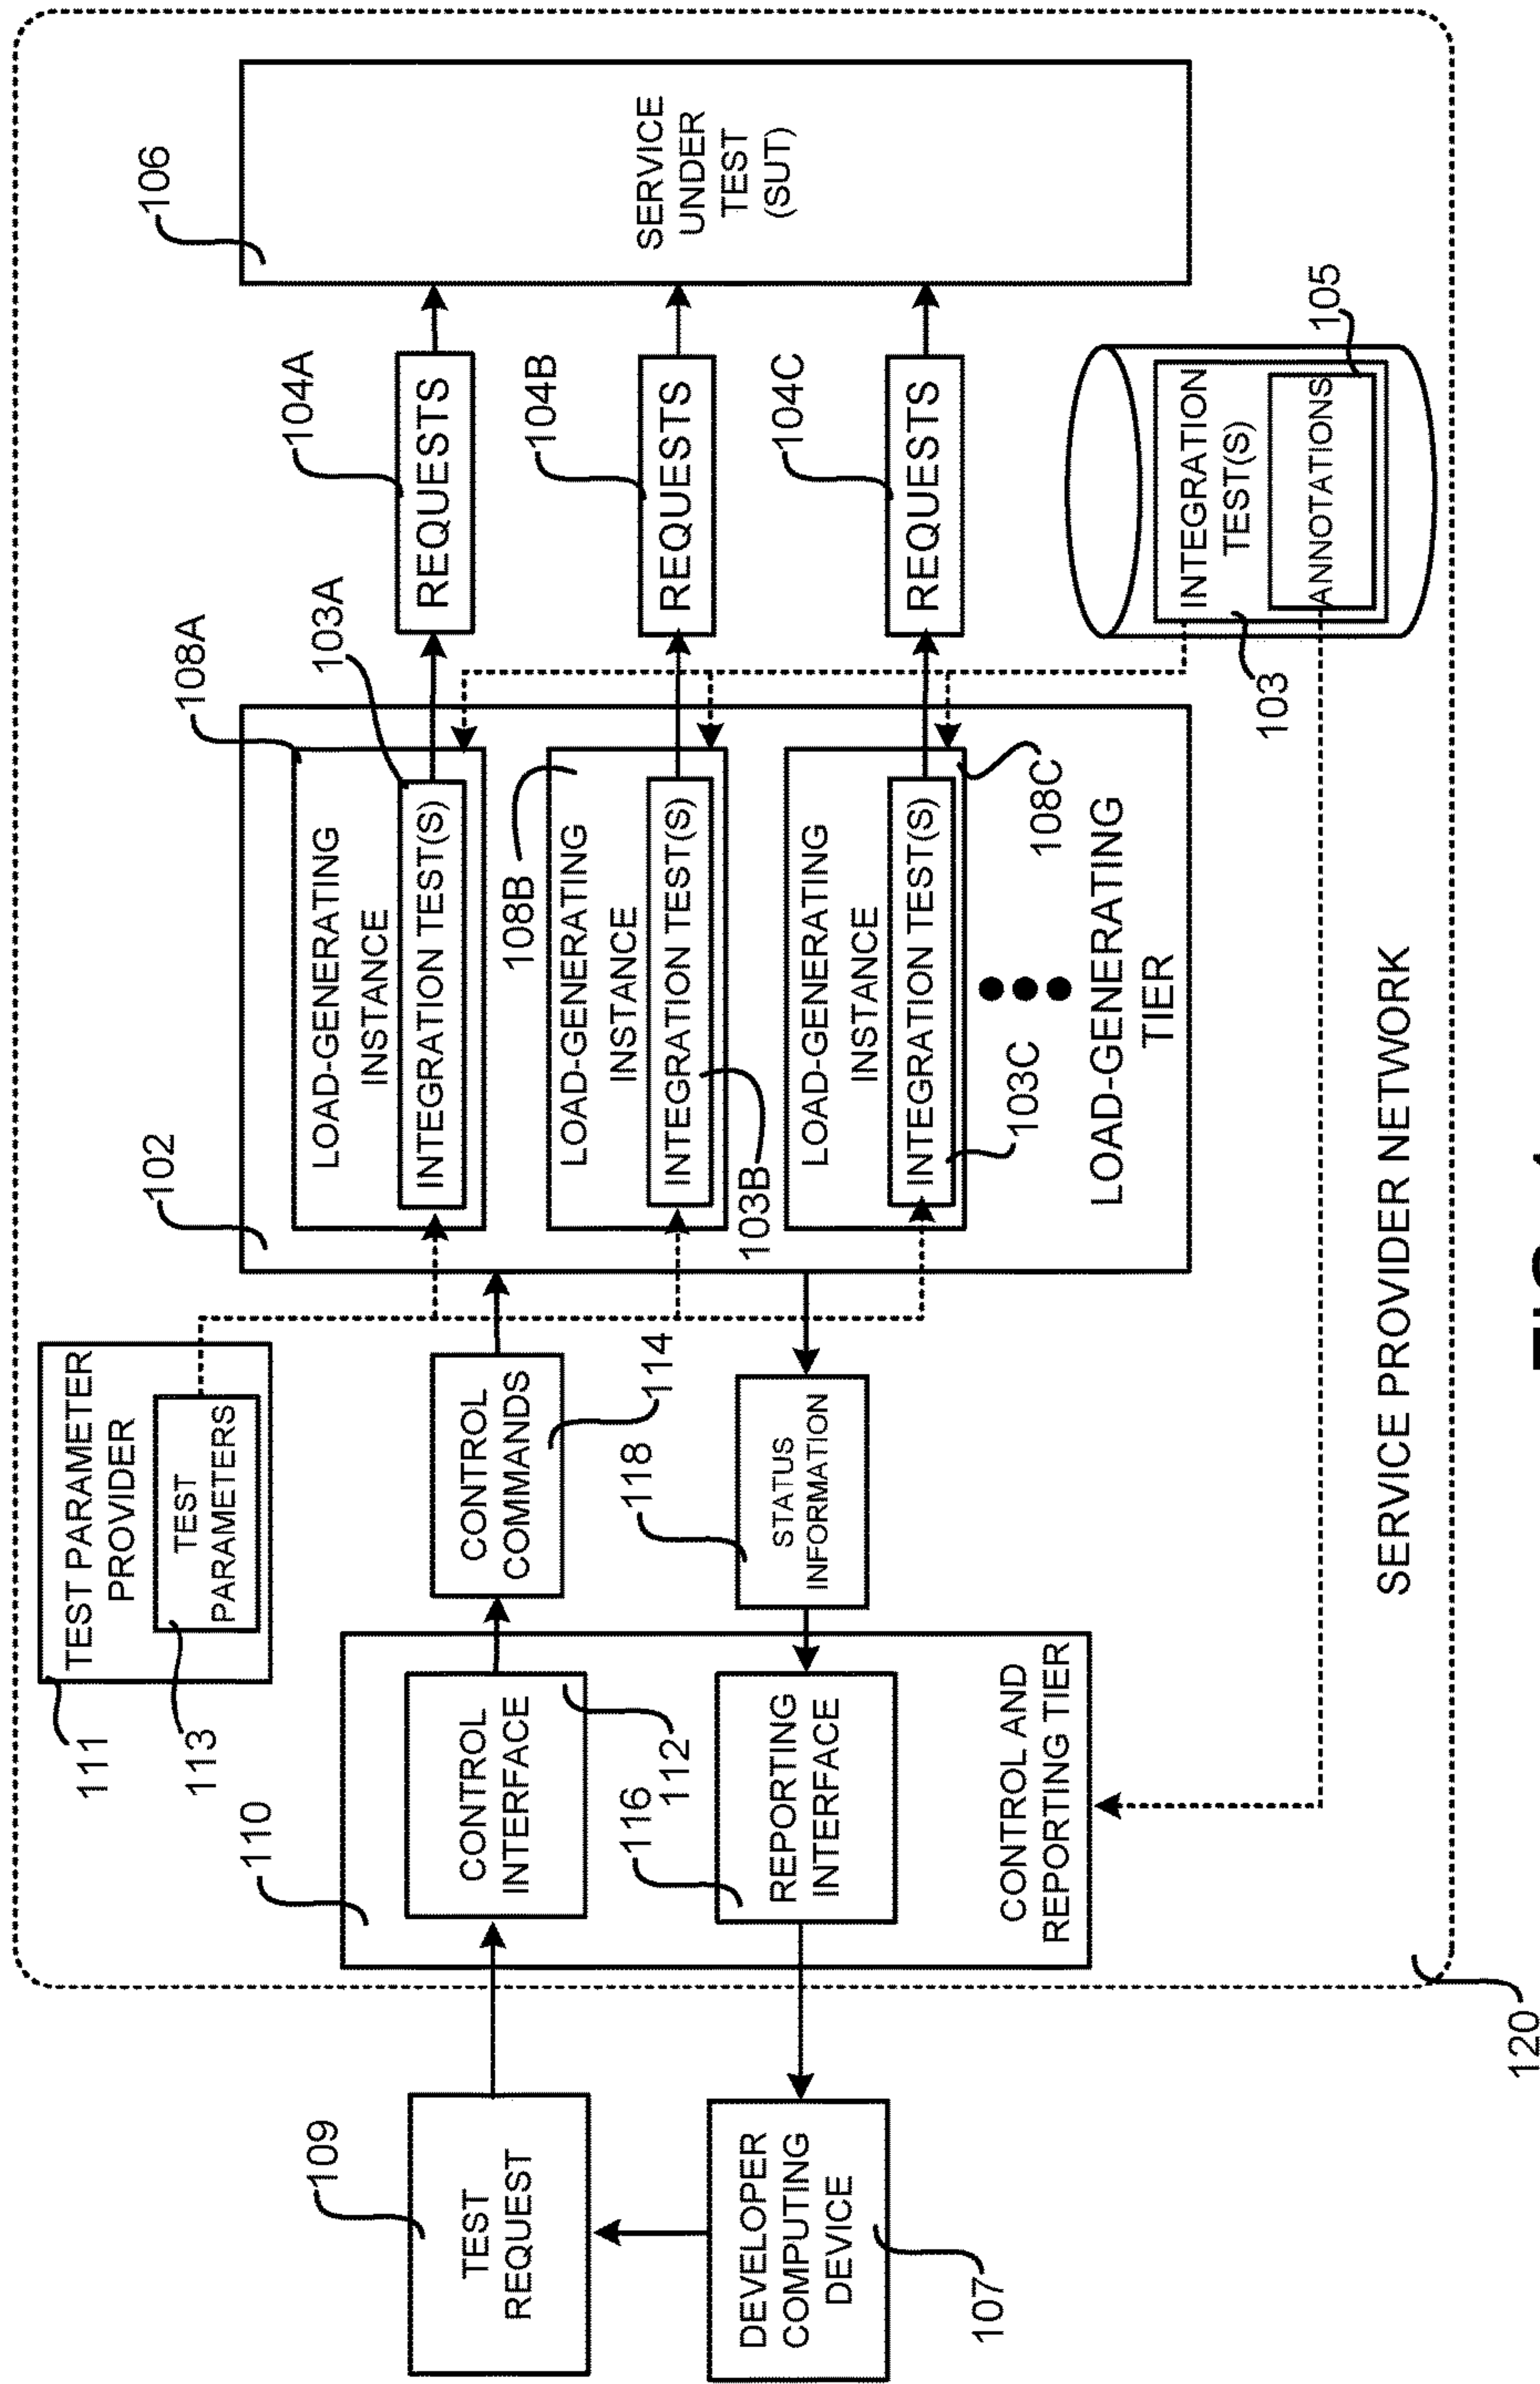 120
SERVICE PROVIDER NETWORK
109
TEST
REQUEST
DEVELOPER
COMPUTING
DEVICE
107
110
CONTROL
INTERFACE
112
116
REPORTING
INTERFACE
CONTROL AND
REPORTING TIER
111
TEST PARAMETER
PROVIDER
113
TEST
PARAMETERS
CONTROL
COMMANDS
114
118
STATUS
INFORMATION
102
108A
LOAD-GENERATING
INSTANCE
103A
INTEGRATION TEST(S)
108B
LOAD-GENERATING
INSTANCE
INTEGRATION TEST(S)
103B
LOAD-GENERATING
INSTANCE
INTEGRATION TEST(S)
108C
103C
LOAD-GENERATING
TIER
104A
REQUESTS
104B
REQUESTS
104C
REQUESTS
106
SERVICE
UNDER
TEST
(SUT)
INTEGRATION
TEST(S)
103
ANNOTATIONS
105